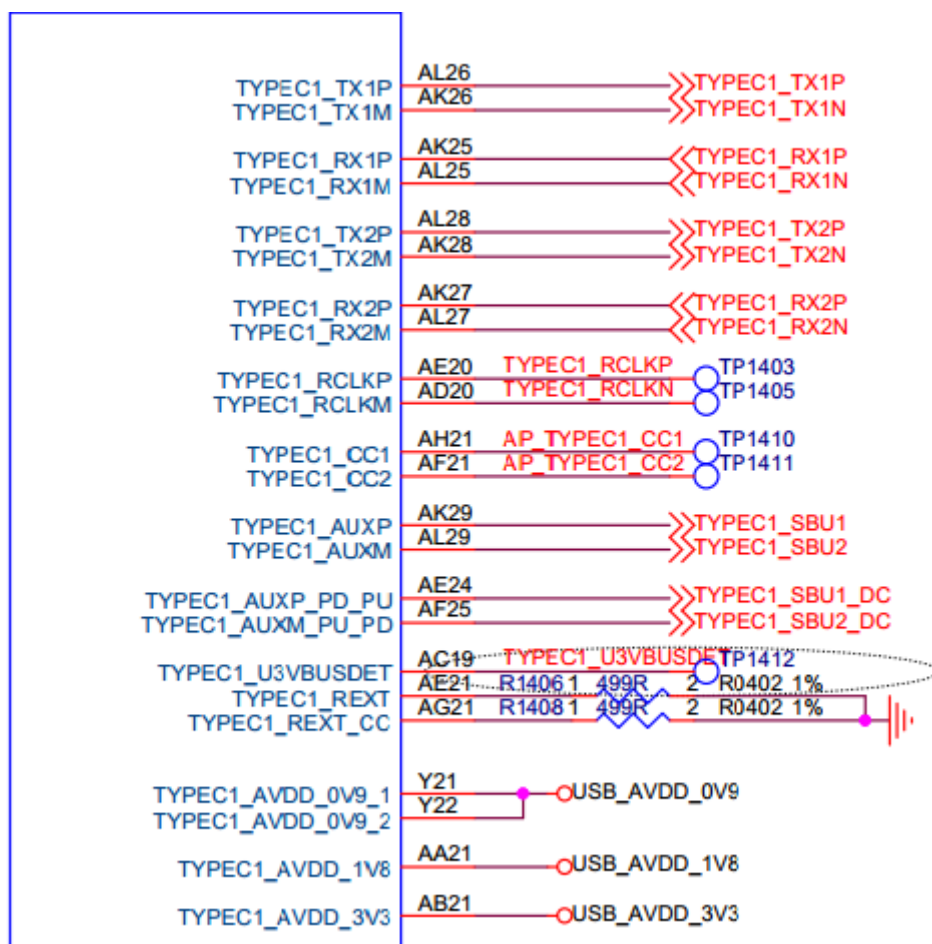 TYPEC1_TX1P AL26 TYPEC1_TX1P
TYPEC1_TX1M AK26 TYPEC1_TX1N
TYPEC1_RX1P AK25 TYPEC1_RX1P
TYPEC1_RX1M AL25 TYPEC1_RX1N
TYPEC1_TX2P AL28 TYPEC1_TX2P
TYPEC1_TX2M AK28 TYPEC1_TX2N
TYPEC1_RX2P AK27 TYPEC1_RX2P
TYPEC1_RX2M AL27 TYPEC1_RX2N
TYPEC1_RCLKP AE20 TYPEC1_RCLKP TP1403
TYPEC1_RCLKM AD20 TYPEC1_RCLKN TP1405
TYPEC1_CC1 AH21 AP_TYPEC1_CC1 TP1410
TYPEC1_CC2 AF21 AP_TYPEC1_CC2 TP1411
TYPEC1_AUXP AK29 TYPEC1_SBU1
TYPEC1_AUXM AL29 TYPEC1_SBU2
TYPEC1_AUXP_PD_PU AE24 TYPEC1_SBU1_DC
TYPEC1_AUXM_PU_PD AF25 TYPEC1_SBU2_DC
TYPEC1_U3VBUSDET AC19 TYPEC1_U3VBUSDET TP1412
TYPEC1_REXT AE21 R1406 1 499R 2 R0402 1%
TYPEC1_REXT_CC AG21 R1408 1 499R 2 R0402 1%
TYPEC1_AVDD_0V9_1 Y21 USB_AVDD_0V9
TYPEC1_AVDD_0V9_2 Y22
TYPEC1_AVDD_1V8 AA21 USB_AVDD_1V8
TYPEC1_AVDD_3V3 AB21 USB_AVDD_3V3